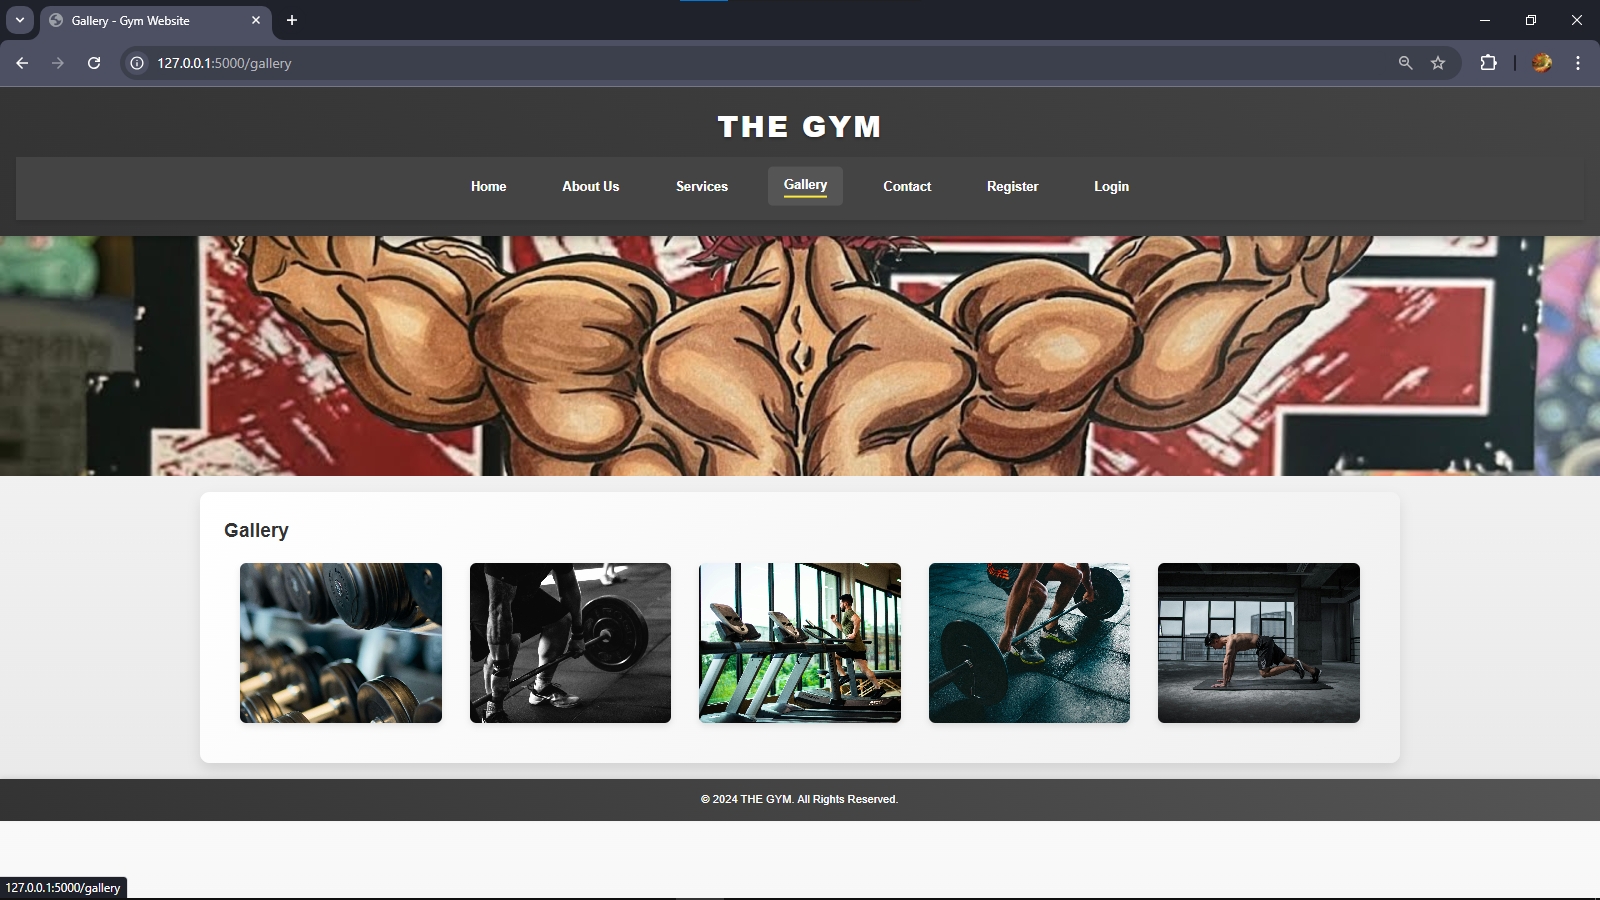 Gallery - Gym Website
127.0.0.1:5000/gallery
THE GYM
Home About Us Services Gallery Contact Register Login
Gallery
© 2024 THE GYM. All Rights Reserved.
127.0.0.1:5000/gallery